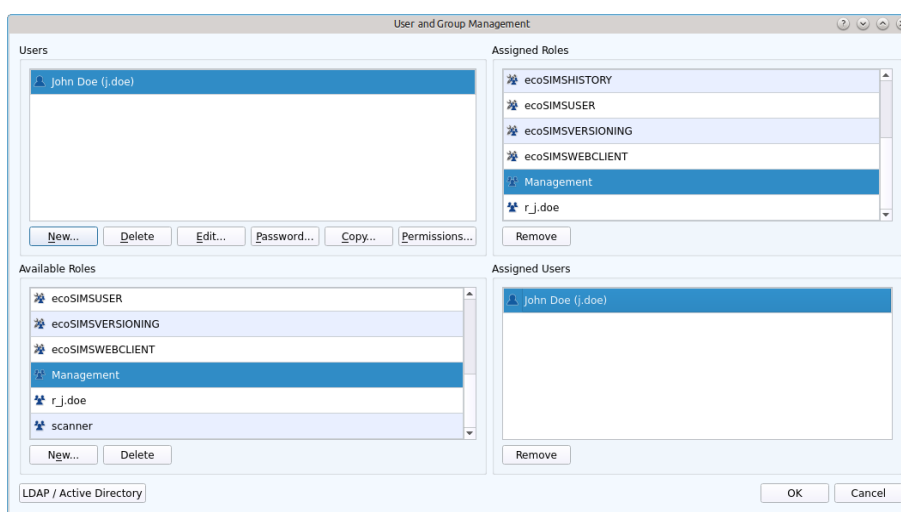 User and Group Management
Users
John Doe (j.doe)
New...
Delete
Edit...
Password...
Copy...
Permissions...
Assigned Roles
ecoSIMSHISTORY
ecoSIMSUSER
ecoSIMSVERSIONING
ecoSIMSWEBCLIENT
Management
r_j.doe
Remove
Available Roles
ecoSIMSUSER
ecoSIMSVERSIONING
ecoSIMSWEBCLIENT
Management
r_j.doe
scanner
New...
Delete
Assigned Users
John Doe (j.doe)
Remove
LDAP / Active Directory
OK
Cancel